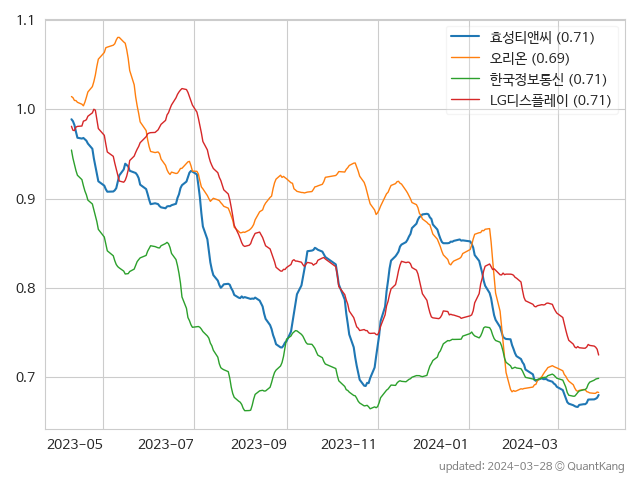 1.1
1.0
0.9
0.8
0.7
효성티앤씨 (0.71)
오리온 (0.69)
한국정보통신 (0.71)
LG디스플레이 (0.71)
2023-05 2023-07 2023-09 2023-11 2024-01 2024-03
updated: 2024-03-28 © QuantKang